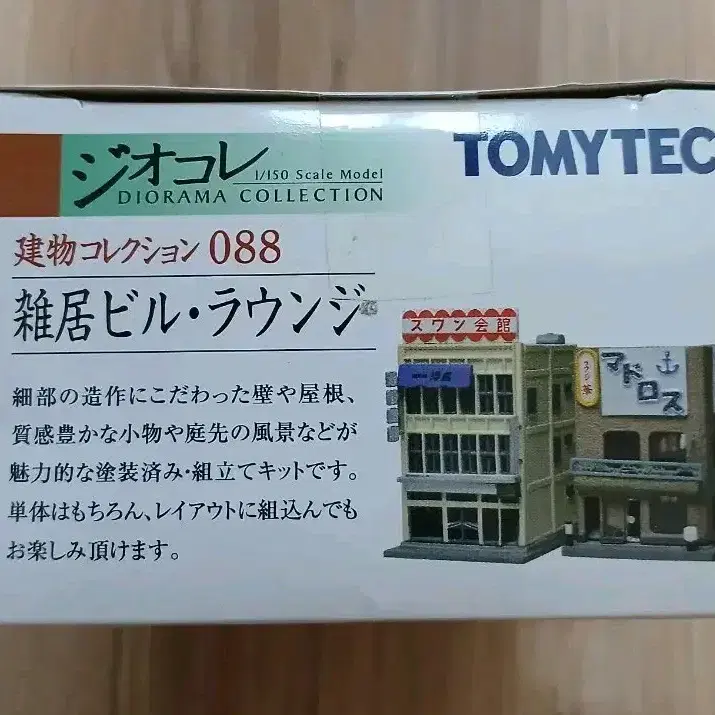 ジオコレ
1/150 Scale Model
DIORAMA COLLECTION
TOMYTEC
建物コレクション 088
雑居ビル・ラウンジ
細部の造作にこだわった壁や屋根、
質感豊かな小物や庭先の風景などが
魅力的な塗装済み・組立てキットです。
単体はもちろん、レイアウトに組込んでも
お楽しみ頂けます。
スワン会館
マドロス